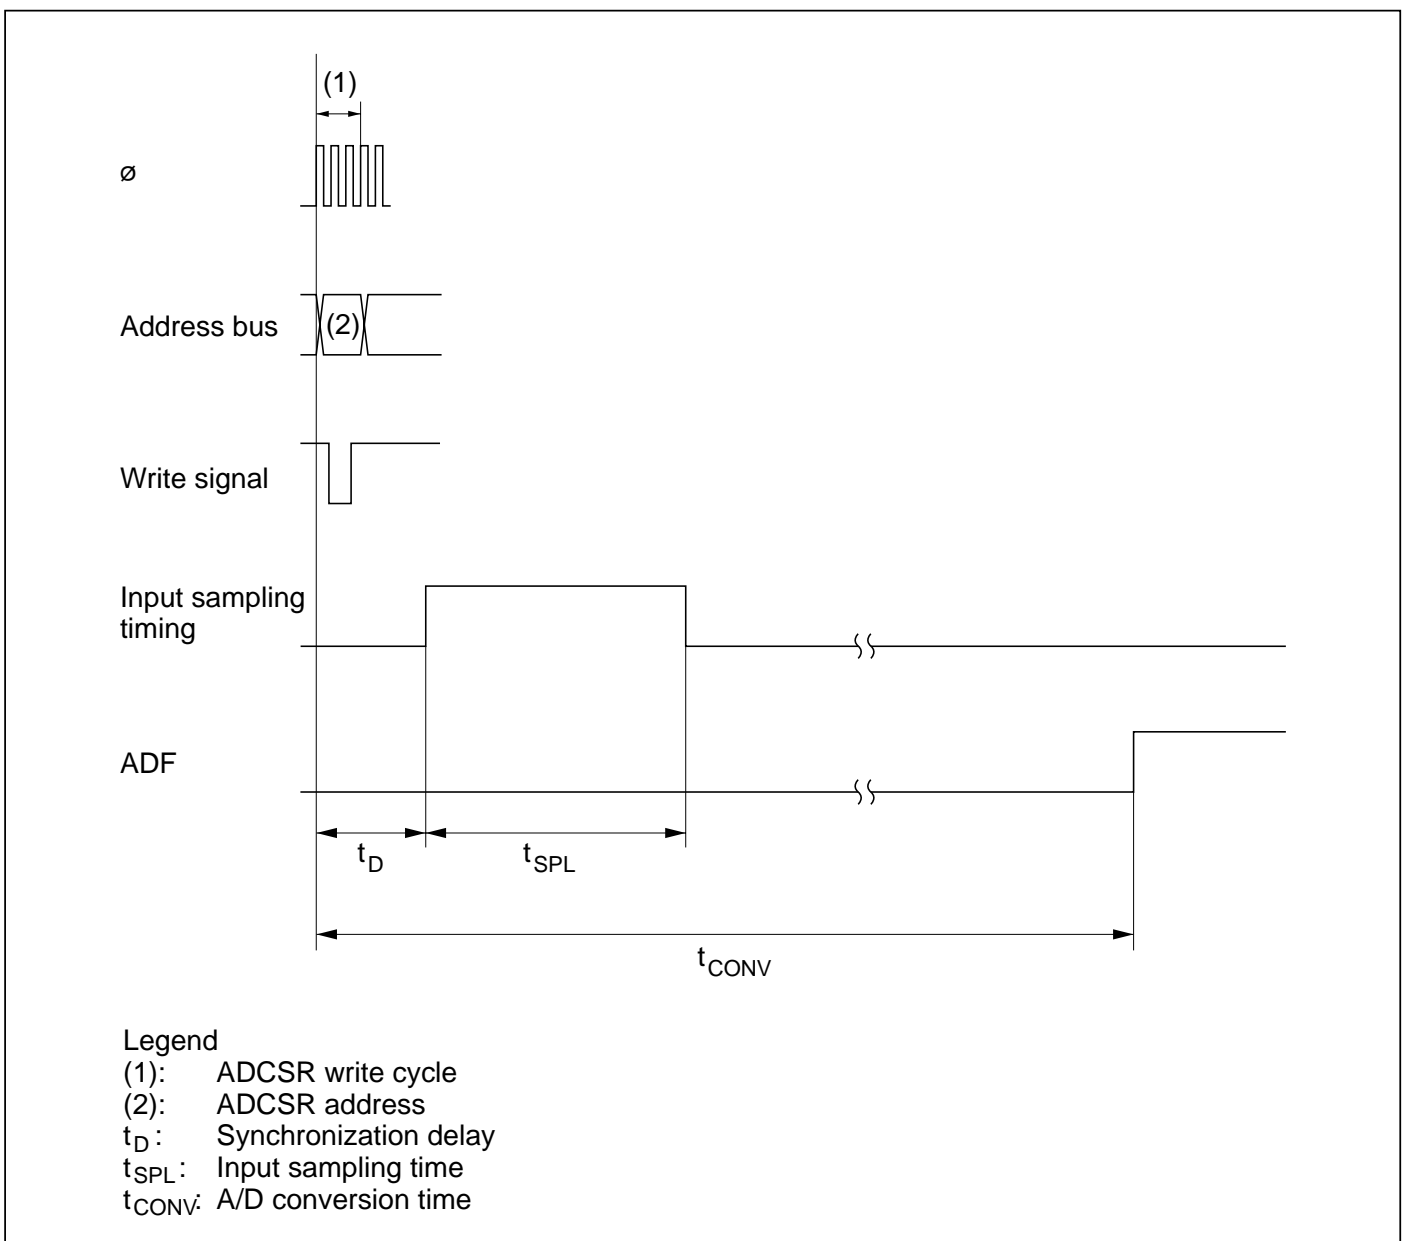 (1)
ø
Address bus
(2)
Write signal
Input sampling
timing
ADF
tD
tSPL
tCONV
Legend
(1): ADCSR write cycle
(2): ADCSR address
tD : Synchronization delay
tSPL : Input sampling time
tCONV: A/D conversion time